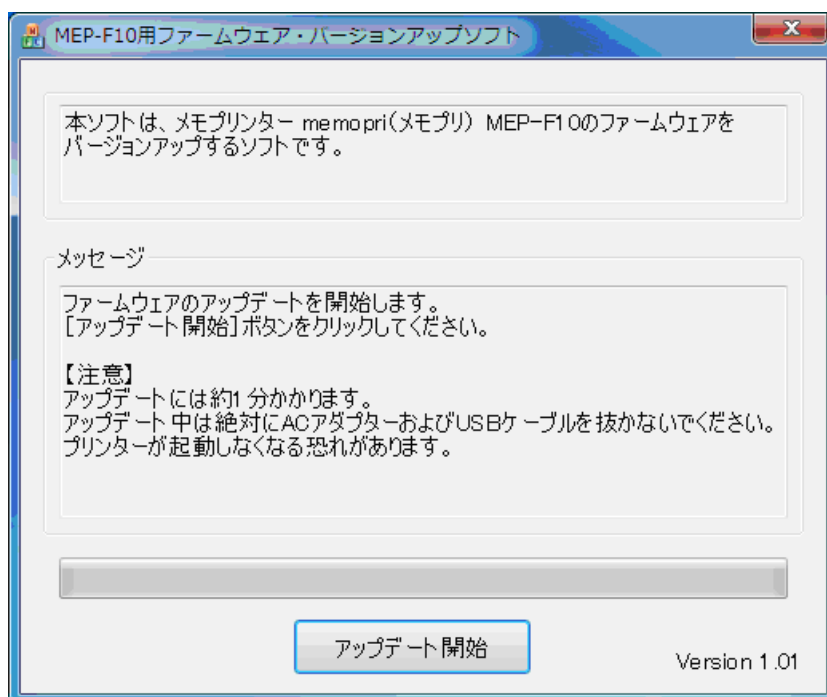 MEP-F10用ファームウェア・バージョンアップソフト
本ソフトは、メモプリンター memopri(メモプリ) MEP-F10のファームウェアを
バージョンアップするソフトです。
メッセージ
ファームウェアのアップデートを開始します。
[アップデート開始]ボタンをクリックしてください。
【注意】
アップデートには約1分かかります。
アップデート中は絶対にACアダプターおよびUSBケーブルを抜かないでください。
プリンターが起動しなくなる恐れがあります。
アップデート開始
Version 1.01